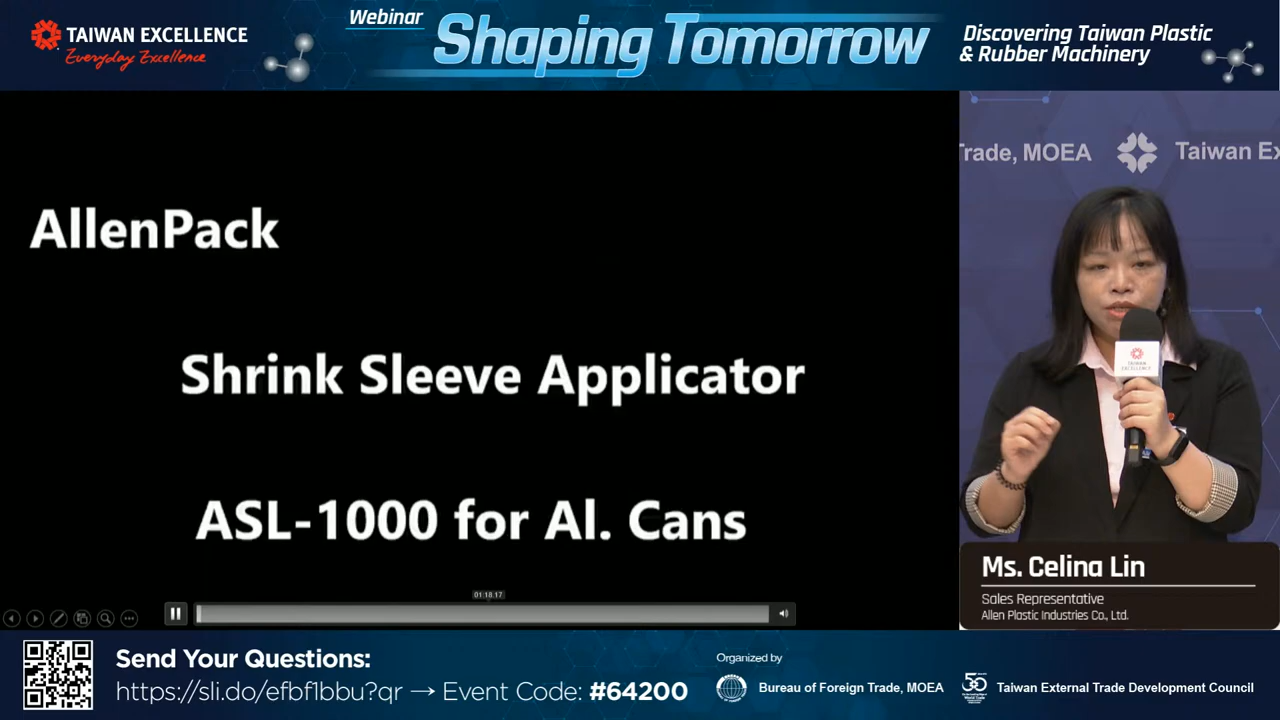 TAIWAN EXCELLENCE
Everyday Excellence
Webinar
Shaping Tomorrow
Discovering Taiwan Plastic
& Rubber Machinery
Trade, MOEA
Taiwan Ex
AllenPack
Shrink Sleeve Applicator
ASL-1000 for Al. Cans
01:18.17
TAIWAN
EXCELLENCE
Ms. Celina Lin
Sales Representative
Allen Plastic Industries Co., Ltd.
Send Your Questions:
https://sli.do/efbf1bbu?qr → Event Code: #64200
Organized by
Bureau of Foreign Trade, MOEA
50
Taiwan External Trade Development Council